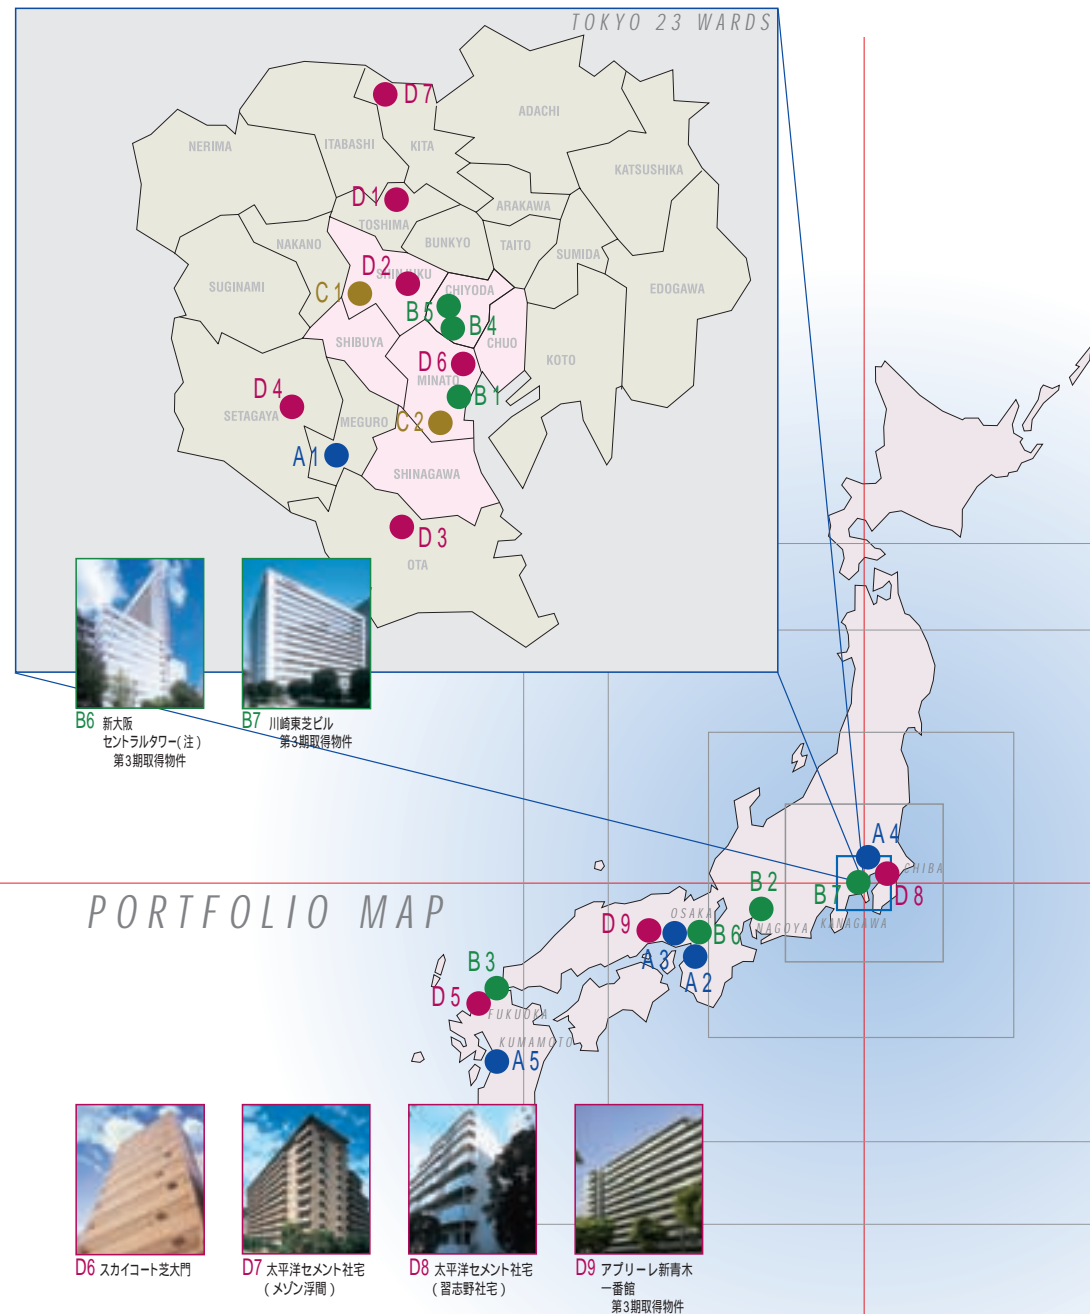 TOKYO 23 WARDS
D7
ADACHI
NERIMA
ITABASHI
KITA
KATSUSHIKA
D1
ARAKAWA
TOSHIMA
BUNKYO
TAITO
NAKANO
SUMIDA
D2
SHINJUKU
SUGINAMI
C1
CHIYODA
EDOGAWA
B5
B4
SHIBUYA
CHUO
KOTO
D6
MINATO
D4
B1
SETAGAYA
MEGURO
C2
A1
SHINAGAWA
D3
OTA
B6 新大阪
セントラルタワー(注)
第3期取得物件
B7 川崎東芝ビル
第3期取得物件
A4
CHIBA
B2
B7
D8
PORTFOLIO MAP
OSAKA
NAGOYA
KANAGAWA
D9
B6
A3
A2
B3
D5
FUKUOKA
KUMAMOTO
A5
D6 スカイコート芝大門
D7 太平洋セメント社宅
(メゾン浮間)
D8 太平洋セメント社宅
(習志野社宅)
D9 アプリーレ新青木
一番館
第3期取得物件